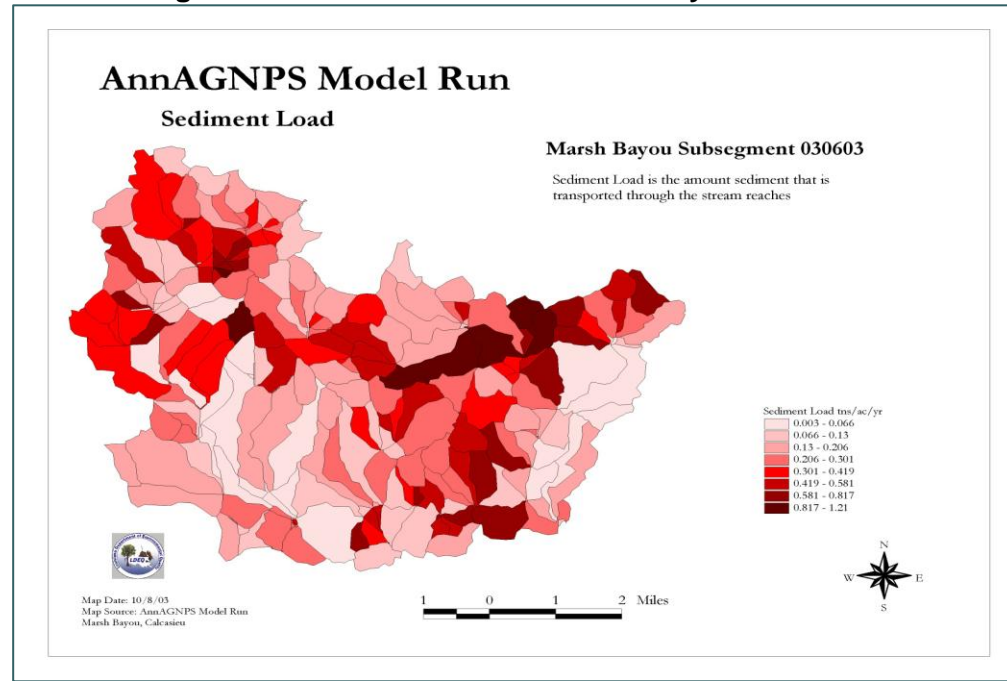 AnnAGNPS Model Run
Sediment Load
Marsh Bayou Subsegment 030603
Sediment Load is the amount sediment that is
transported through the stream reaches
Sediment Load tns/ac/yr
0.003 - 0.066
0.066 - 0.13
0.13 - 0.206
0.206 - 0.301
0.301 - 0.419
0.419 - 0.581
0.581 - 0.817
0.817 - 1.21
LDEQ
N
W E
S
Map Date: 10/8/03
Map Source: AnnAGNPS Model Run
Marsh Bayou, Calcasieu
1 0 1 2 Miles